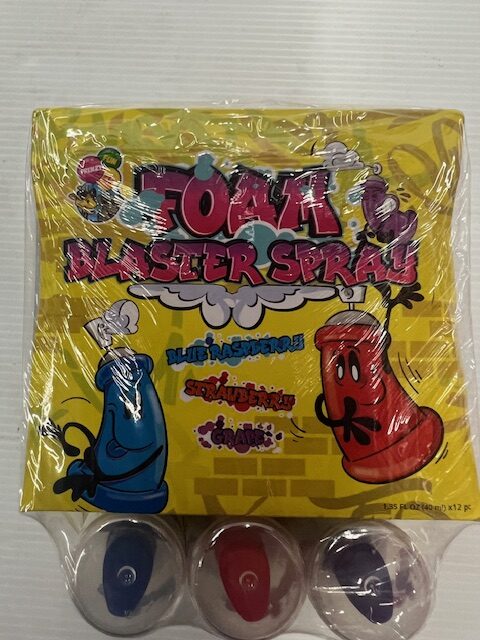 FOAM
BLASTER SPRAY
BLUE RASPBERRY
STRAWBERRY
GRAPE
1.35 FL OZ (40 ml) x 12 pc